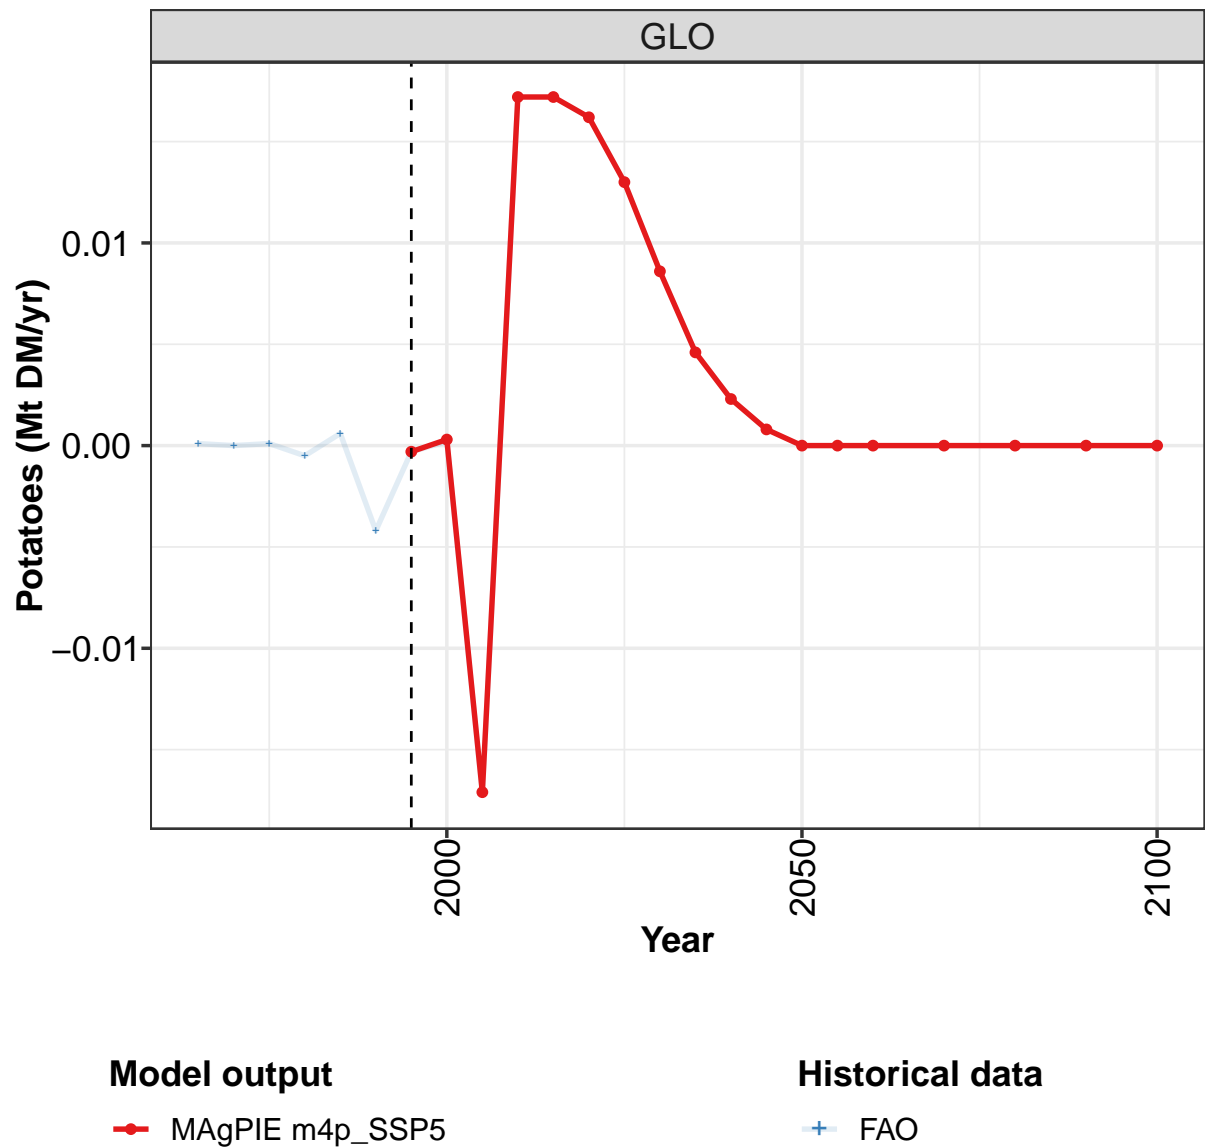 GLO
Potatoes (Mt DM/yr)
0.01
0.00
−0.01
2000
2050
2100
Year
Model output
MAgPIE m4p_SSP5
Historical data
FAO